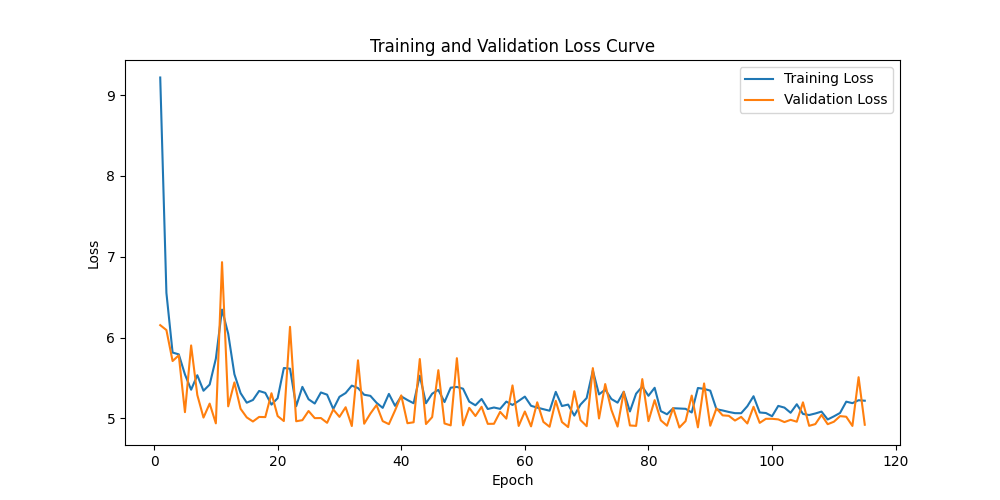 Training and Validation Loss Curve
Training Loss
Validation Loss
9
8
7
6
5
Loss
0 20 40 60 80 100 120
Epoch